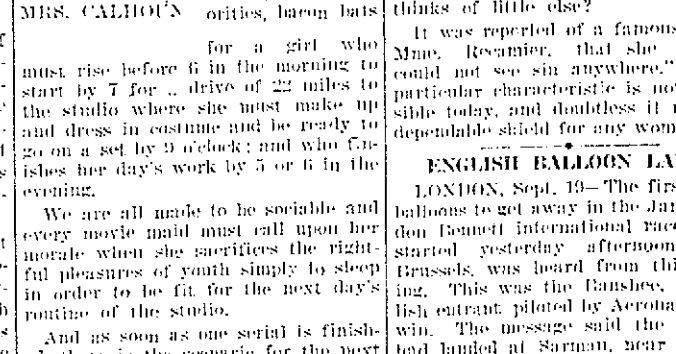 MRS. CALHOUN
orities, bacon bats
for a girl who
must rise before 6 in the morning to
start by 7 for .. drive of 22 miles to
the studio where she must make up
and dress in costume and be ready to
go on a set by 9 o'clock; and who fin-
ishes her day's work by 5 or 6 in the
evening.
We are all made to be sociable and
every movie maid must call upon her
morale when she sacrifices the right-
ful pleasures of youth simply to sleep
in order to be fit for the next day's
routine of the studio.
And as soon as one serial is finish-
for the next
thinks of little else?
It was reported of a famous
Mme. Recamier, that she
could not see sin anywhere."
particular characteristic is
sible today, and doubtless it
dependable shield for any
ENGLISH BALLOON
LONDON, Sept. 19—The
balloons to get away in the
don Bennett international
started yesterday afternoon
Brussels, was heard from
ing. This was the Banshee,
lish entrant piloted by
win. The message said the
had landed at Sarman, near